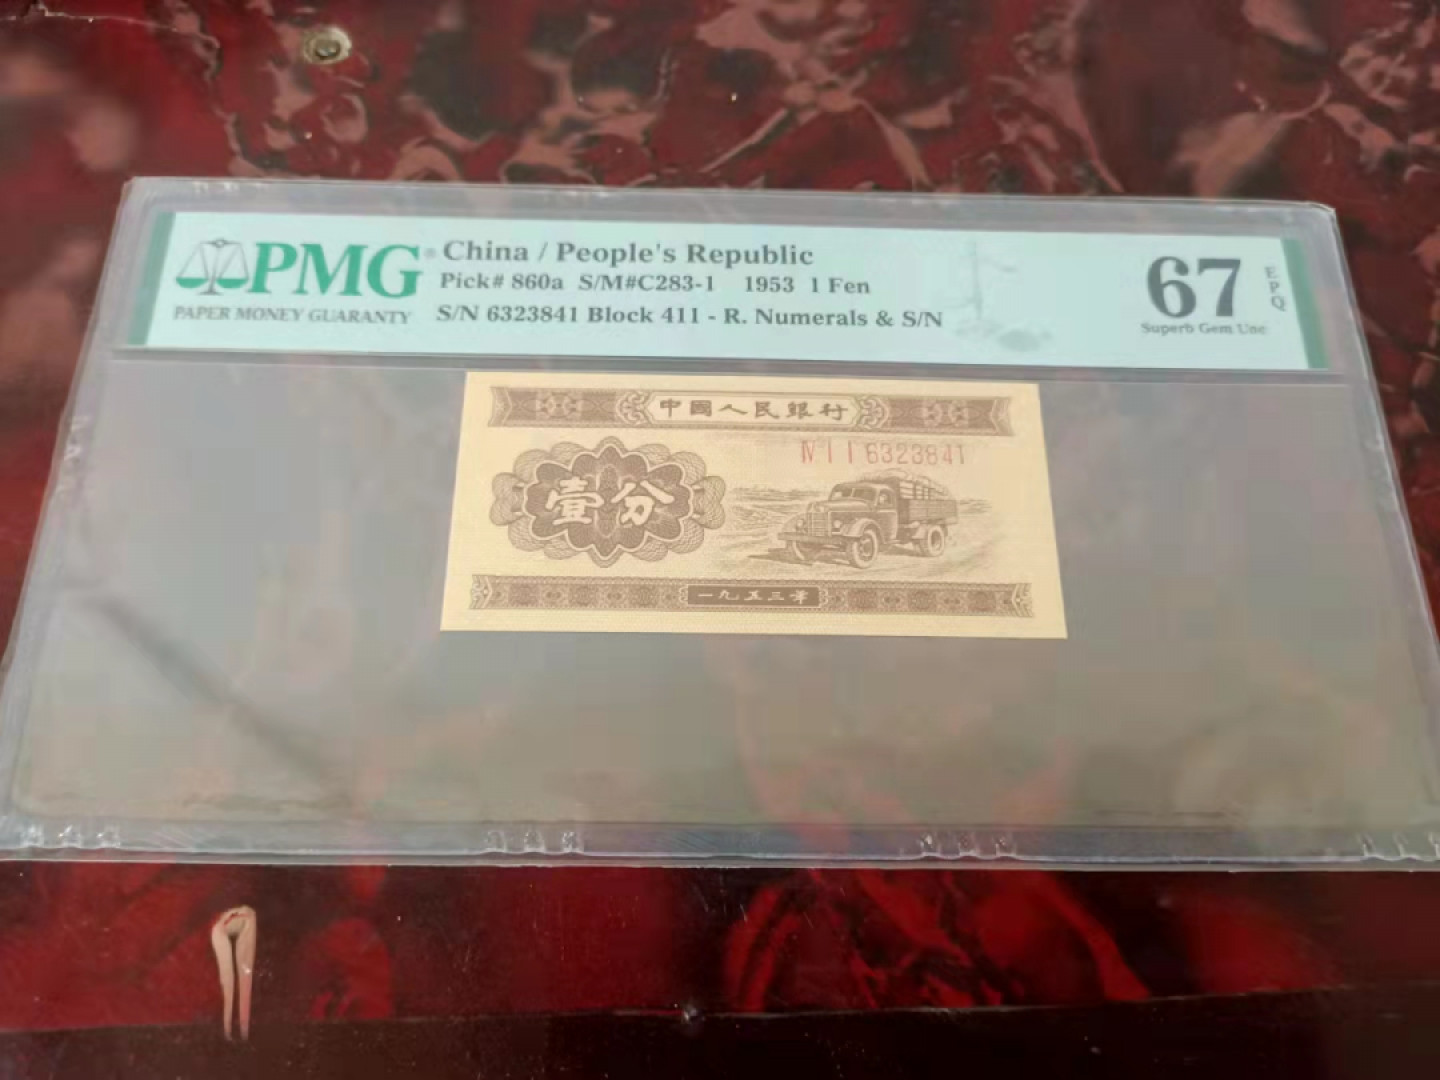 PMG®
PAPER MONEY GUARANTY
China / People's Republic
Pick# 860a S/M#C283-1 1953 1 Fen
S/N 6323841 Block 411 - R. Numerals & S/N
67
EPQ
Superb Gem Unc
中國人民銀行
Ⅳ I I 6323841
壹分
一九五三年